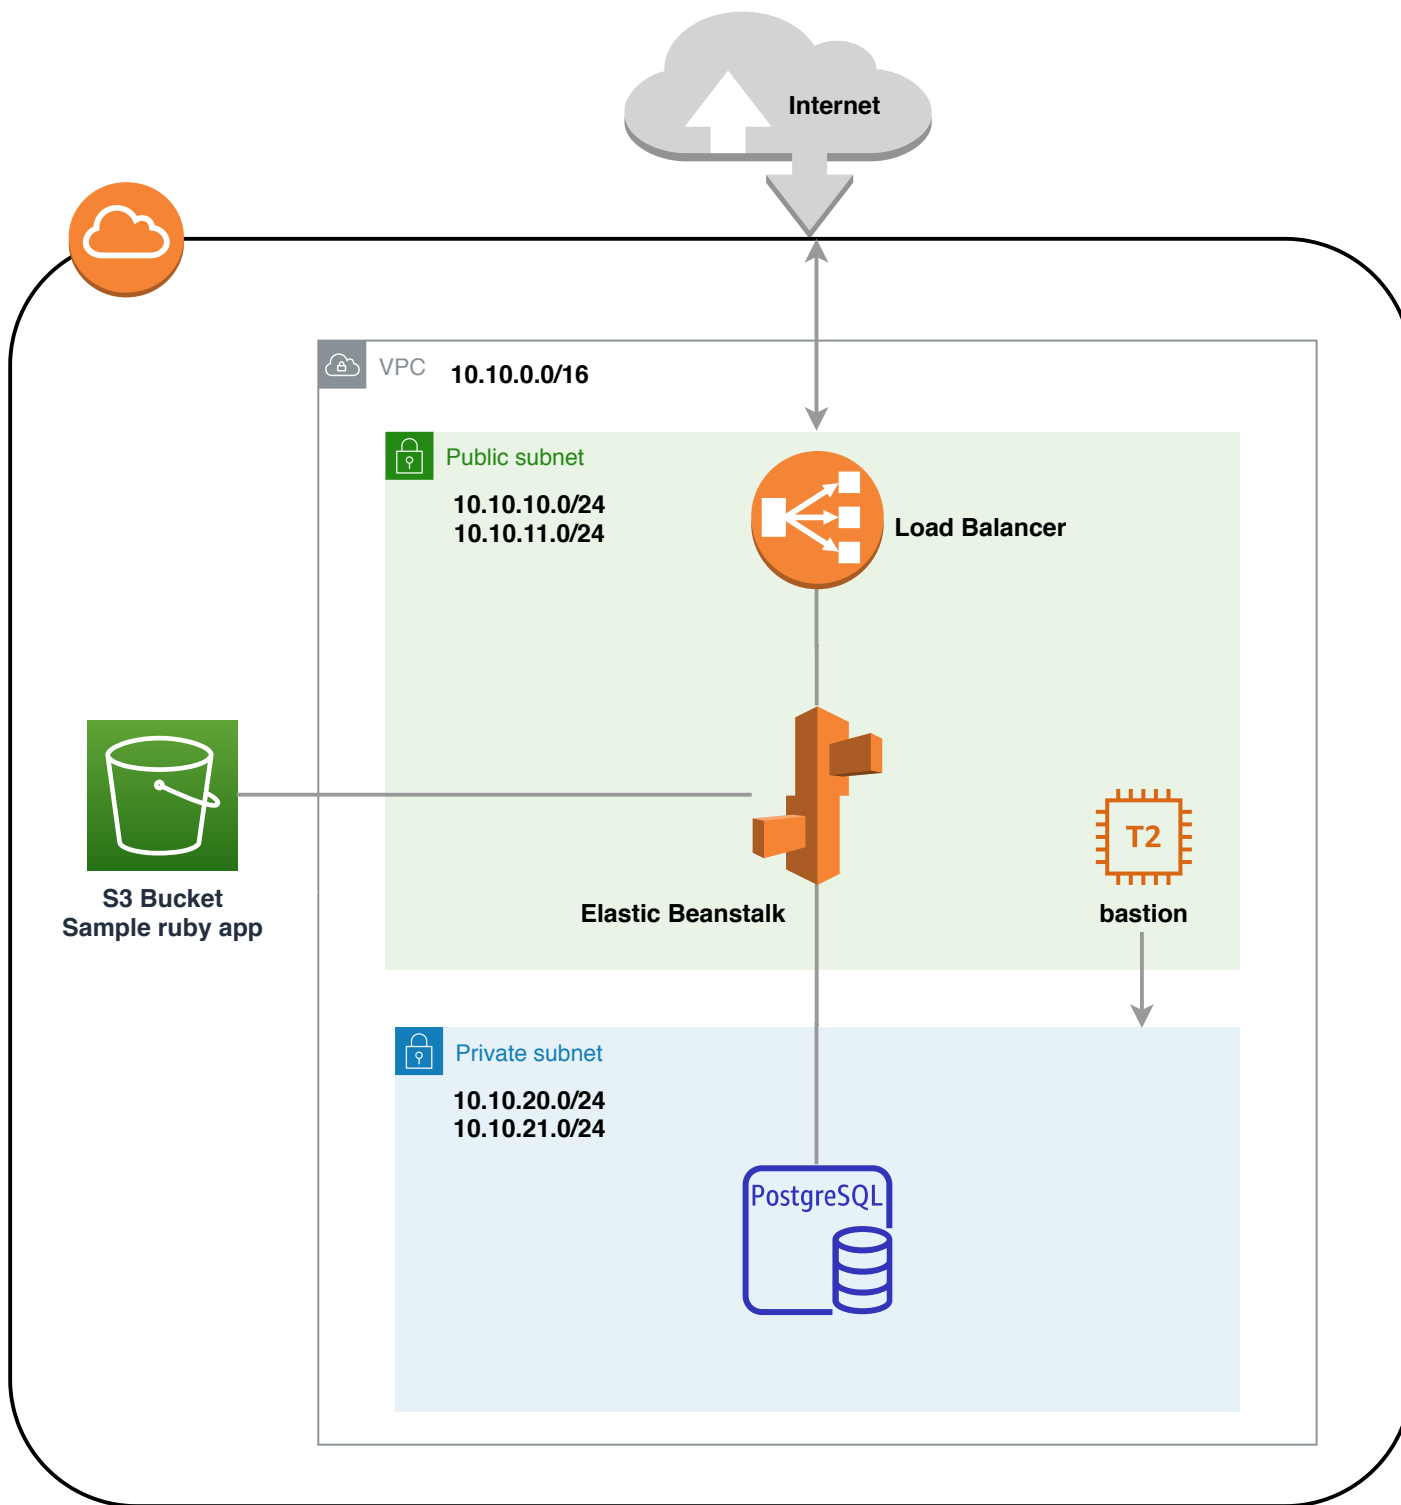 Internet
VPC
10.10.0.0/16
Public subnet
10.10.10.0/24
10.10.11.0/24
Load Balancer
T2
S3 Bucket
Sample ruby app
Elastic Beanstalk
bastion
Private subnet
10.10.20.0/24
10.10.21.0/24
PostgreSQL